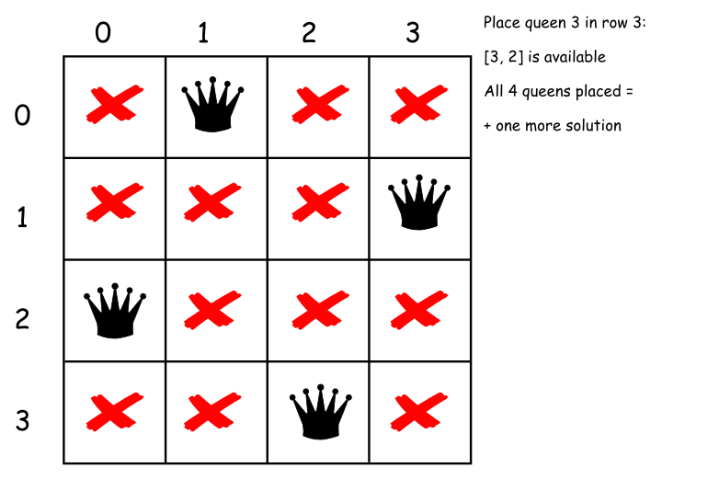 0 1 2 3
Place queen 3 in row 3:
[3, 2] is available
All 4 queens placed =
+ one more solution
0
1
2
3